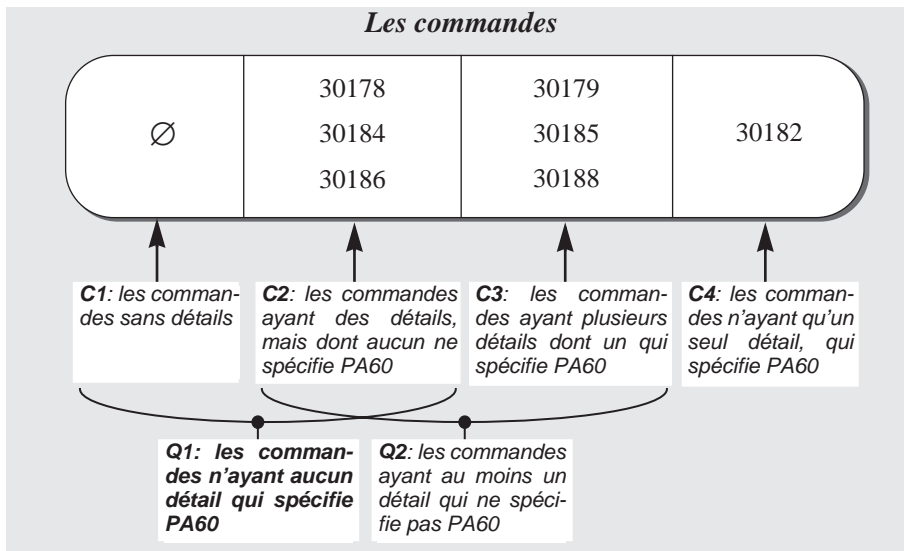 Les commandes
∅
30178
30184
30186
30179
30185
30188
30182
C1: les comman-
des sans détails
C2: les commandes
ayant des détails,
mais dont aucun ne
spécifie PA60
C3: les comman-
des ayant plusieurs
détails dont un qui
spécifie PA60
C4: les comman-
des n'ayant qu'un
seul détail, qui
spécifie PA60
Q1: les comman-
des n'ayant aucun
détail qui spécifie
PA60
Q2: les commandes
ayant au moins un
détail qui ne spéci-
fie pas PA60